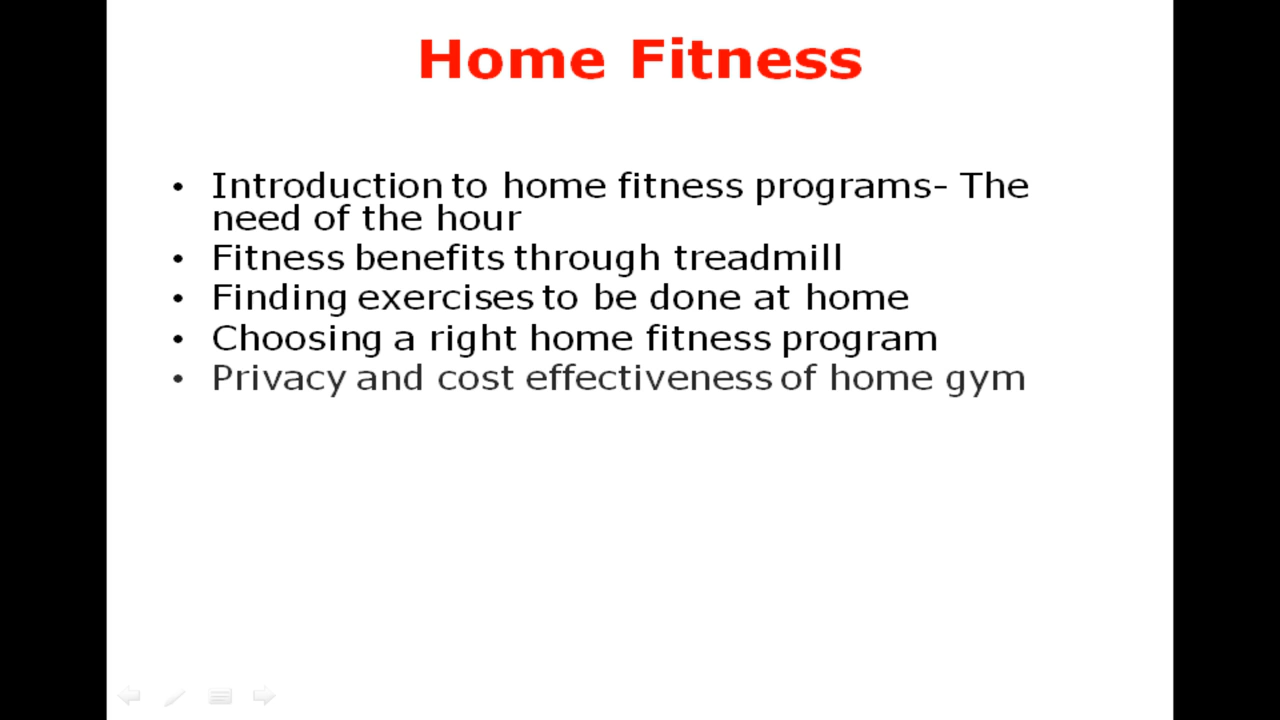 Home Fitness
• Introduction to home fitness programs- The
need of the hour
• Fitness benefits through treadmill
• Finding exercises to be done at home
• Choosing a right home fitness program
• Privacy and cost effectiveness of home gym